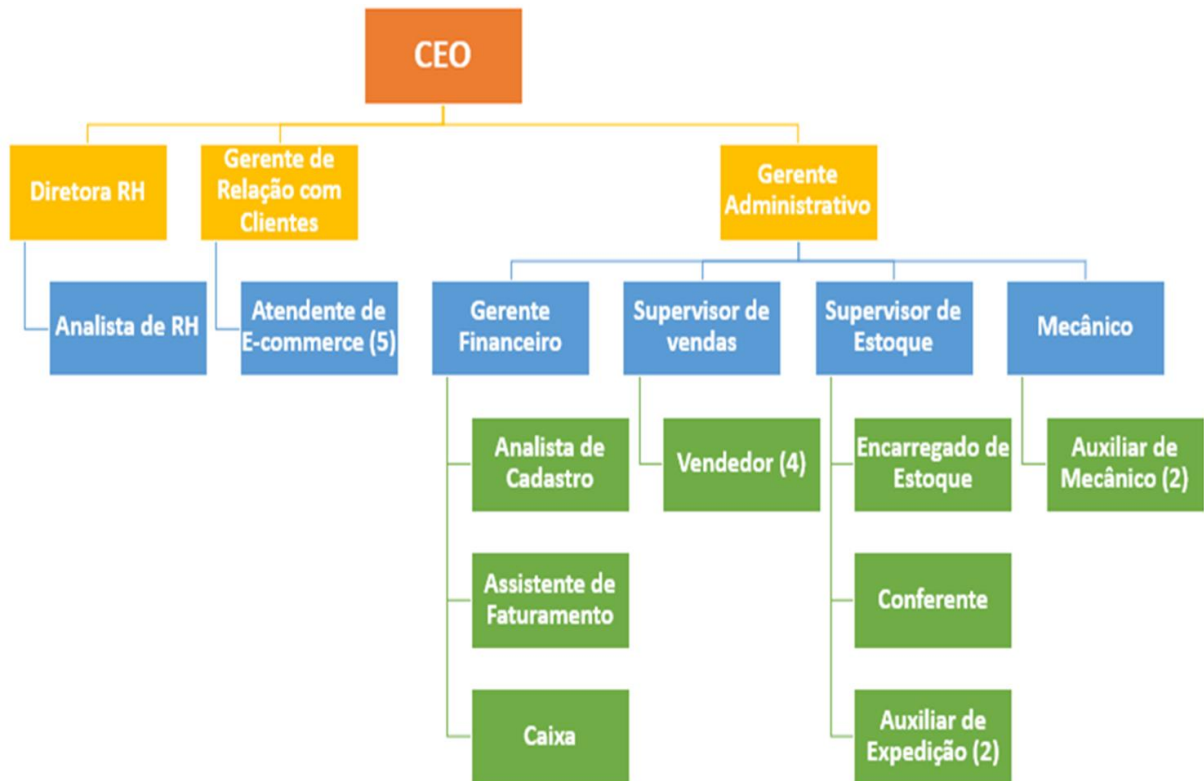 CEO
Diretora RH
Gerente de
Relação com
Clientes
Gerente
Administrativo
Analista de RH
Atendente de
E-commerce (5)
Gerente
Financeiro
Supervisor de
vendas
Supervisor de
Estoque
Mecânico
Analista de
Cadastro
Vendedor (4)
Encarregado de
Estoque
Auxiliar de
Mecânico (2)
Assistente de
Faturamento
Conferente
Caixa
Auxiliar de
Expedição (2)